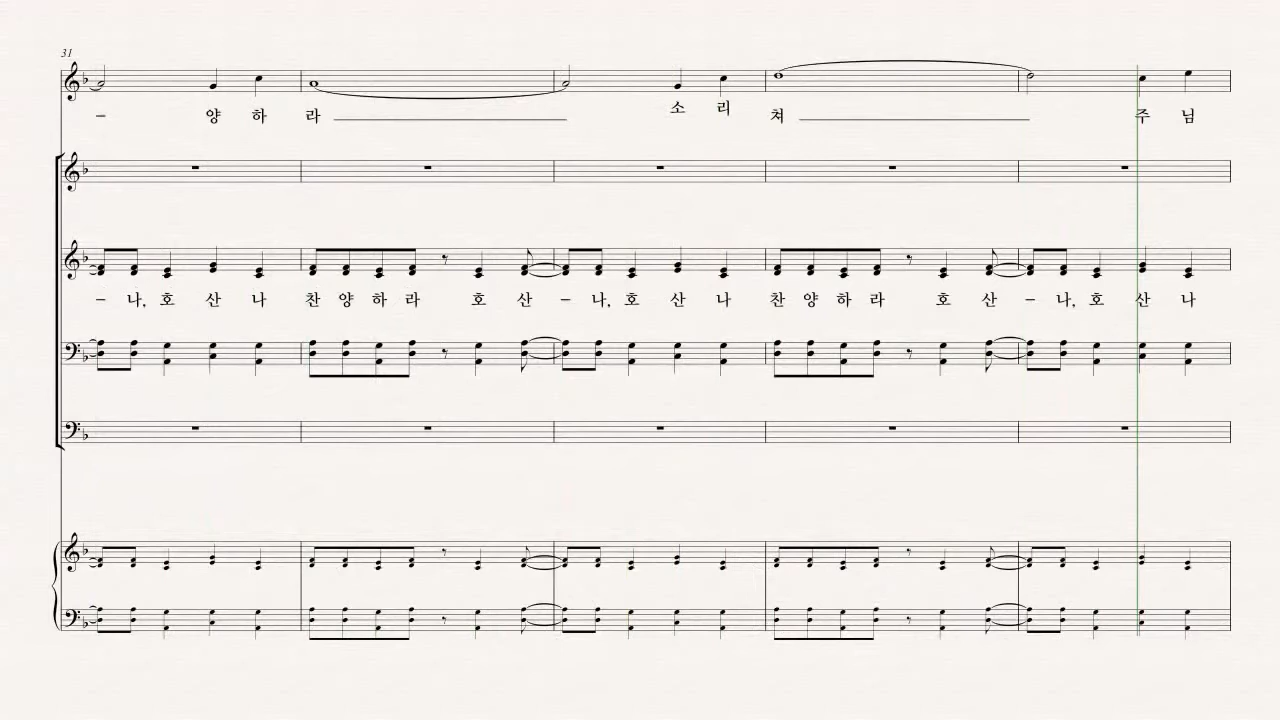 31
- 양 하 라 소 리 쳐 주 님
- 나, 호 산 나 찬 양 하 라 호 산 - 나, 호 산 나 찬 양 하 라 호 산 - 나, 호 산 나